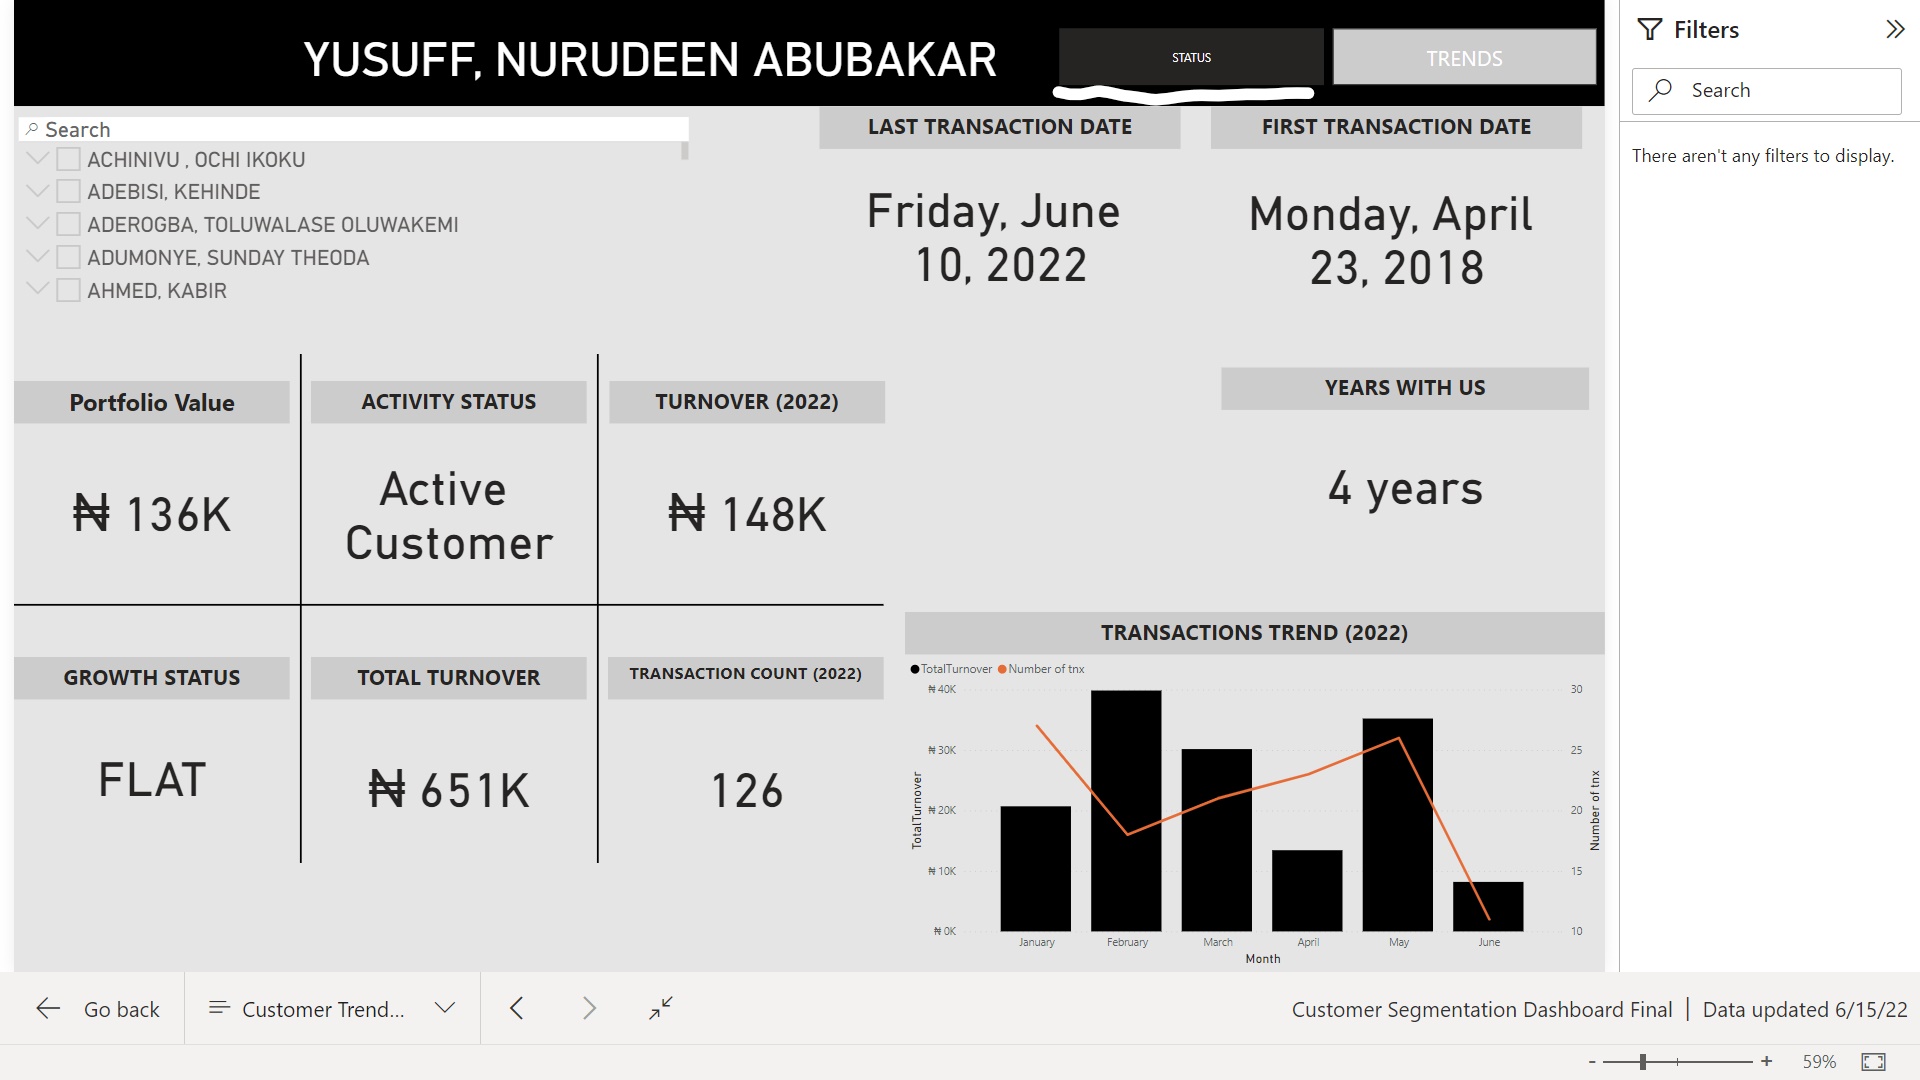 YUSUFF, NURUDEEN ABUBAKAR
STATUS
TRENDS
Search
ACHINIVU , OCHI IKOKU
ADEBISI, KEHINDE
ADEROGBA, TOLUWALASE OLUWAKEMI
ADUMONYE, SUNDAY THEODA
AHMED, KABIR
LAST TRANSACTION DATE
Friday, June
10, 2022
FIRST TRANSACTION DATE
Monday, April
23, 2018
Portfolio Value
₦ 136K
ACTIVITY STATUS
Active
Customer
TURNOVER (2022)
₦ 148K
YEARS WITH US
4 years
GROWTH STATUS
FLAT
TOTAL TURNOVER
₦ 651K
TRANSACTION COUNT (2022)
126
TRANSACTIONS TREND (2022)
TotalTurnover Number of tnx
₦ 40K
₦ 30K
₦ 20K
₦ 10K
₦ 0K
TotalTurnover
30
25
20
15
10
Number of tnx
January February March April May June
Month
Filters
Search
There aren't any filters to display.
Go back
Customer Trend...
Customer Segmentation Dashboard Final | Data updated 6/15/22
- + 59%